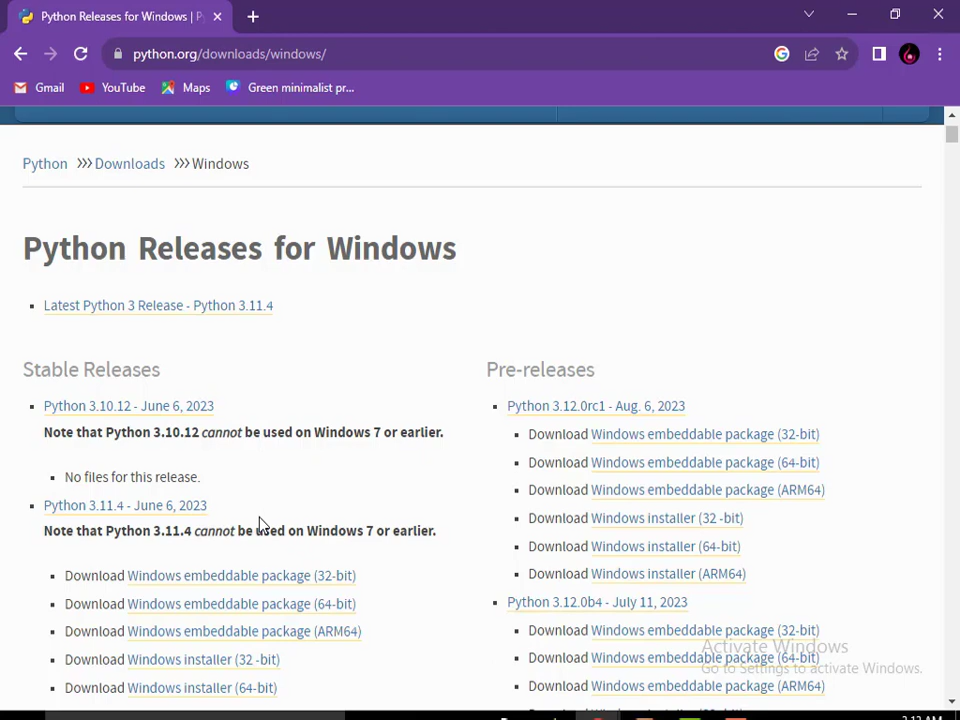 Python Releases for Windows | P
python.org/downloads/windows/
Gmail
YouTube
Maps
Green minimalist pr...
Python >>> Downloads >>> Windows
Python Releases for Windows
Latest Python 3 Release - Python 3.11.4
Stable Releases
Python 3.10.12 - June 6, 2023
Note that Python 3.10.12 cannot be used on Windows 7 or earlier.
No files for this release.
Python 3.11.4 - June 6, 2023
Note that Python 3.11.4 cannot be used on Windows 7 or earlier.
Download Windows embeddable package (32-bit)
Download Windows embeddable package (64-bit)
Download Windows embeddable package (ARM64)
Download Windows installer (32 -bit)
Download Windows installer (64-bit)
Pre-releases
Python 3.12.0rc1 - Aug. 6, 2023
Download Windows embeddable package (32-bit)
Download Windows embeddable package (64-bit)
Download Windows embeddable package (ARM64)
Download Windows installer (32 -bit)
Download Windows installer (64-bit)
Download Windows installer (ARM64)
Python 3.12.0b4 - July 11, 2023
Download Windows embeddable package (32-bit)
Download Windows embeddable package (64-bit)
Download Windows embeddable package (ARM64)
Activate Windows
Go to Settings to activate Windows.